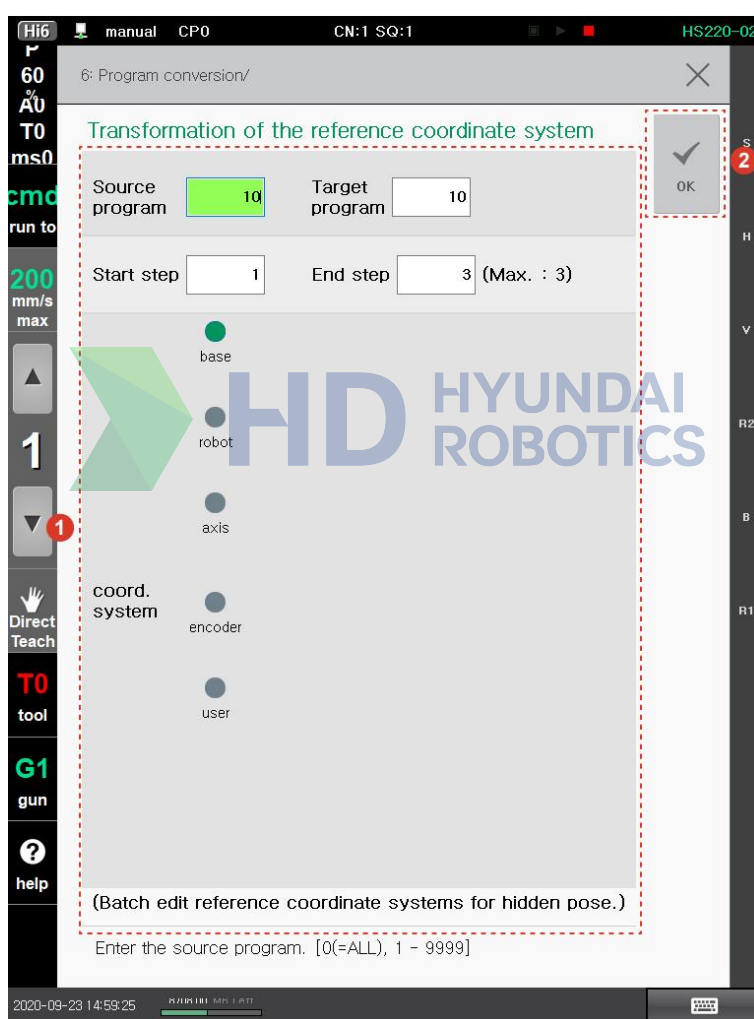 Hi6 manual CP0 CN:1 SQ:1 HS220-02
P
60
%
A0
T0
ms0
cmd
run to
200
mm/s
max
1
Direct
Teach
T0
tool
G1
gun
help
6: Program conversion/
Transformation of the reference coordinate system
Source program 10 Target program 10
Start step 1 End step 3 (Max. : 3)
base
robot
axis
coord. system
encoder
user
(Batch edit reference coordinate systems for hidden pose.)
Enter the source program. [0(=ALL), 1 - 9999]
OK
1
2
S
H
V
R2
B
R1
HD HYUNDAI
ROBOTICS
2020-09-23 14:59:25